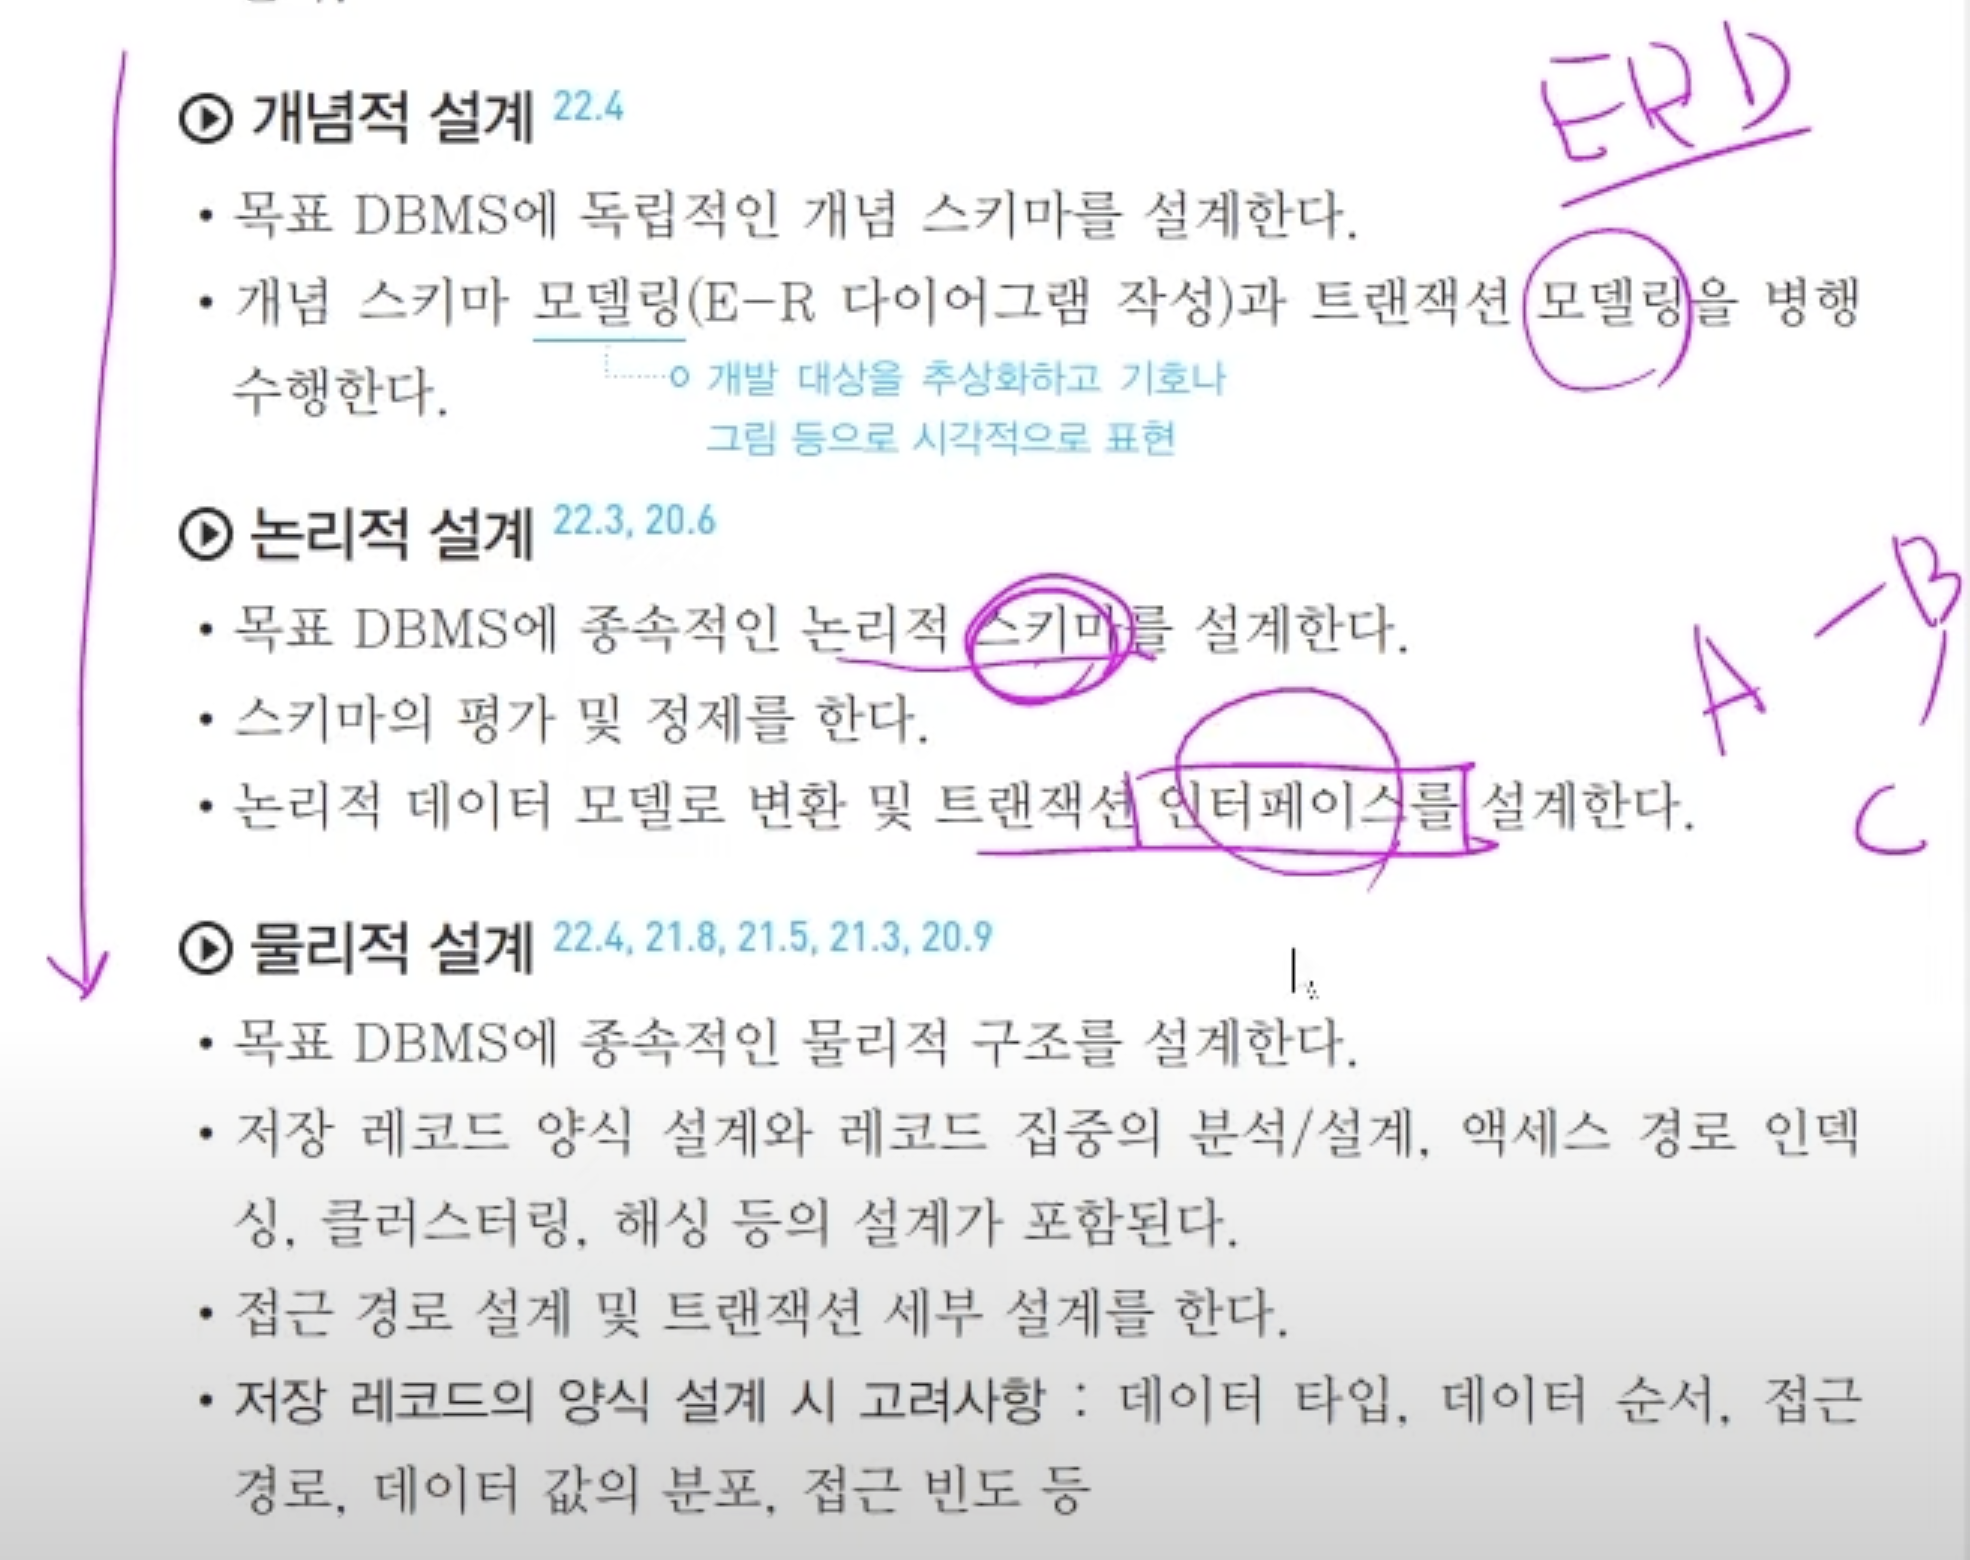 개념적 설계 22.4
ERD
• 목표 DBMS에 독립적인 개념 스키마를 설계한다.
• 개념 스키마 모델링(E-R 다이어그램 작성)과 트랜잭션 모델링을 병행
수행한다.
개발 대상을 추상화하고 기호나
그림 등으로 시각적으로 표현
논리적 설계 22.3, 20.6
• 목표 DBMS에 종속적인 논리적 스키마를 설계한다.
A - B
• 스키마의 평가 및 정제를 한다.
• 논리적 데이터 모델로 변환 및 트랜잭션 인터페이스를 설계한다.
C
물리적 설계 22.4, 21.8, 21.5, 21.3, 20.9
• 목표 DBMS에 종속적인 물리적 구조를 설계한다.
• 저장 레코드 양식 설계와 레코드 집중의 분석/설계, 액세스 경로 인덱
싱, 클러스터링, 해싱 등의 설계가 포함된다.
• 접근 경로 설계 및 트랜잭션 세부 설계를 한다.
• 저장 레코드의 양식 설계 시 고려사항 : 데이터 타입, 데이터 순서, 접근
경로, 데이터 값의 분포, 접근 빈도 등